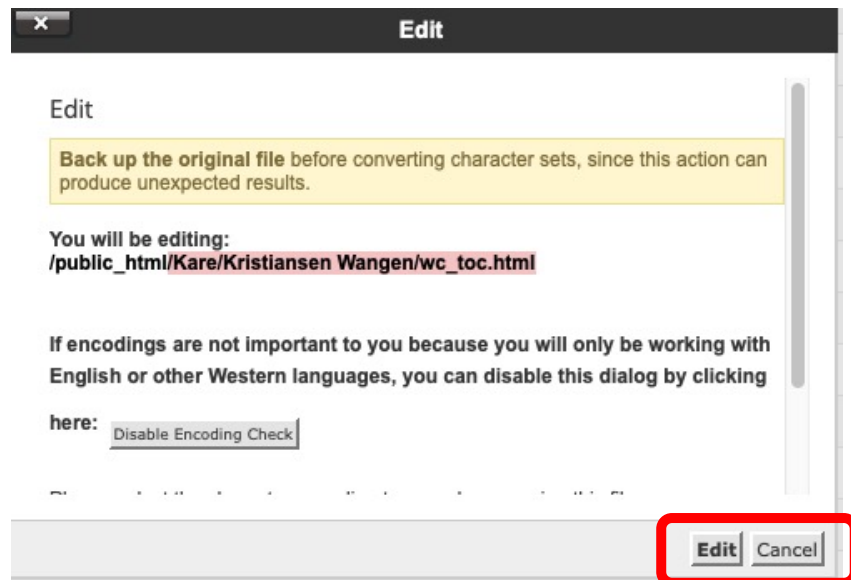 Edit
Edit
Back up the original file before converting character sets, since this action can
produce unexpected results.
You will be editing:
/public_html/Kare/Kristiansen Wangen/wc_toc.html
If encodings are not important to you because you will only be working with
English or other Western languages, you can disable this dialog by clicking
here: Disable Encoding Check
Edit Cancel